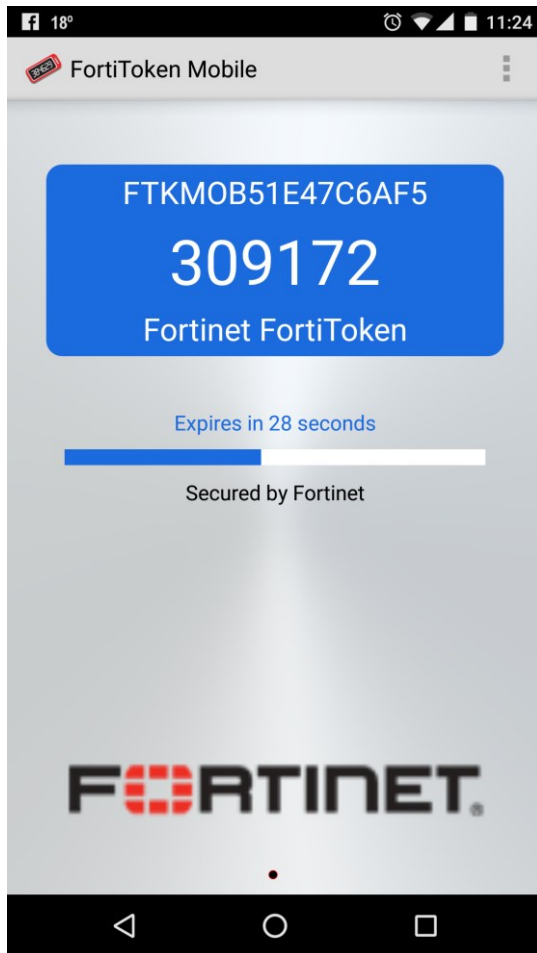 18° 11:24
FortiToken Mobile
FTKMOB51E47C6AF5
309172
Fortinet FortiToken
Expires in 28 seconds
Secured by Fortinet
FORTINET®